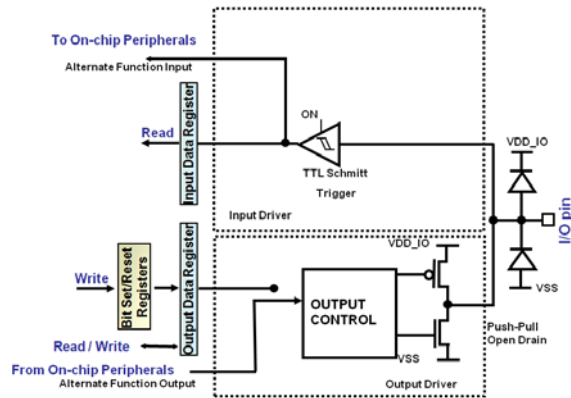 To On-chip Peripherals
Alternate Function Input
Read
Input Data Register
ON
TTL Schmitt
Trigger
Input Driver
VDD_IO
I/O pin
VSS
Write
Bit Set/Reset
Registers
Output Data Register
Read / Write
From On-chip Peripherals
Alternate Function Output
OUTPUT
CONTROL
VDD_IO
VSS
Push-Pull
Open Drain
Output Driver